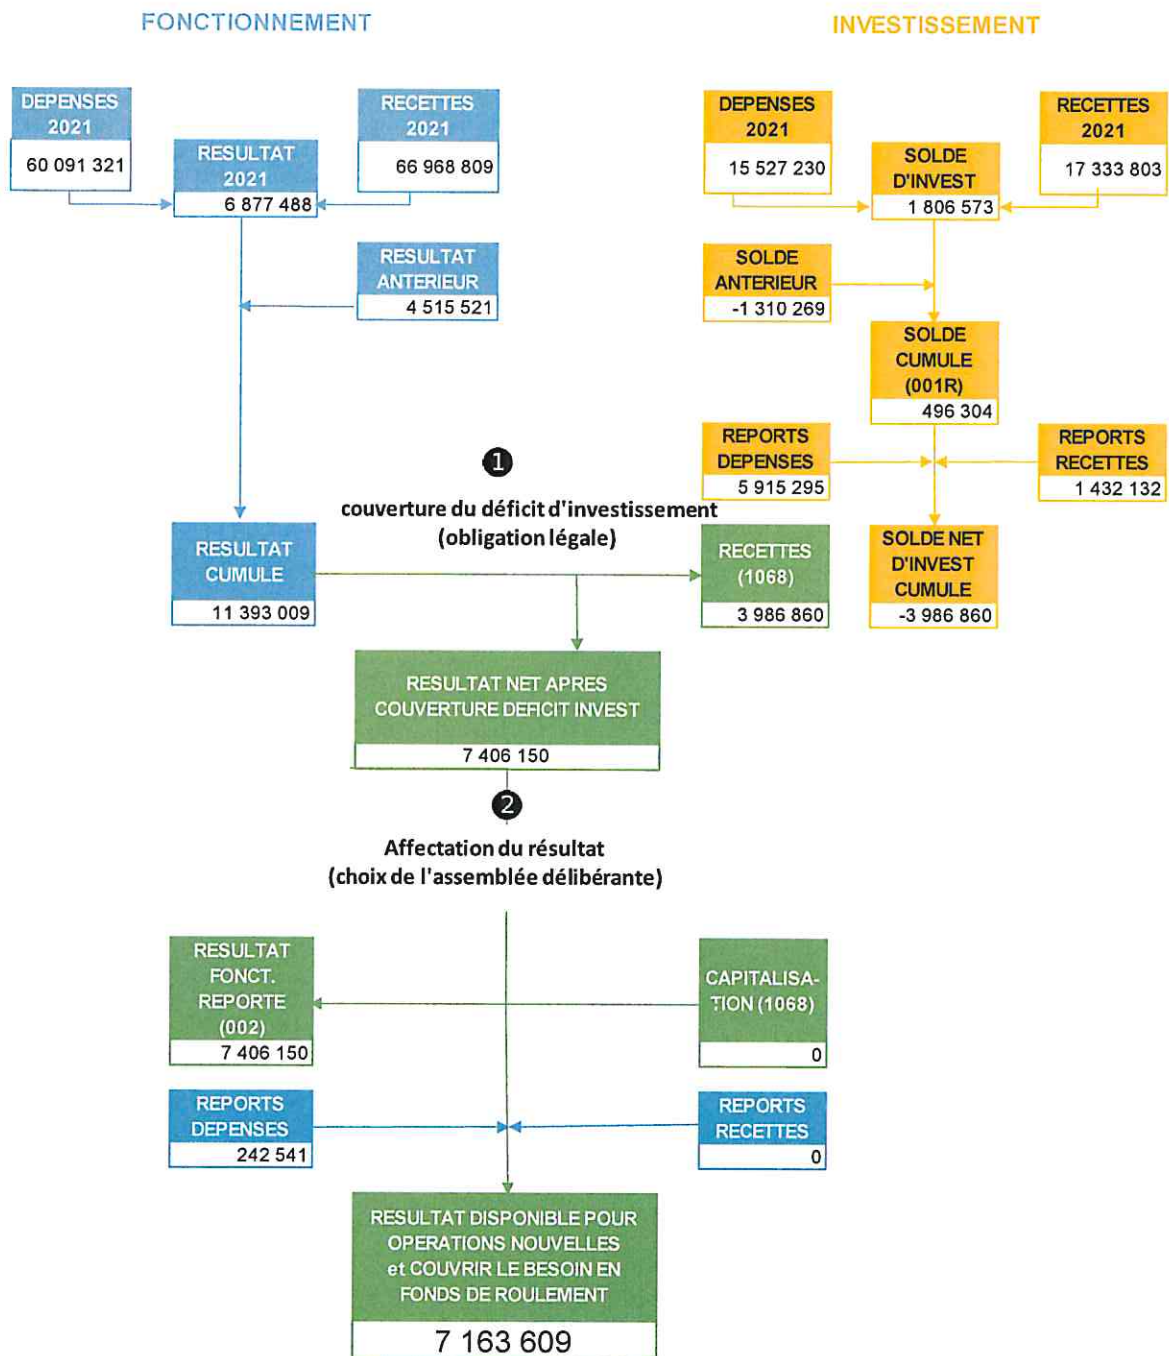 FONCTIONNEMENT
INVESTISSEMENT
DEPENSES
2021
60 091 321
RESULTAT
2021
6 877 488
RECETTES
2021
66 968 809
DEPENSES
2021
15 527 230
SOLDE
D'INVEST
1 806 573
RECETTES
2021
17 333 803
RESULTAT
ANTERIEUR
4 515 521
SOLDE
ANTERIEUR
-1 310 269
SOLDE
CUMULE
(001R)
496 304
REPORTS
DEPENSES
5 915 295
REPORTS
RECETTES
1 432 132
1
couverture du déficit d'investissement
(obligation légale)
RESULTAT
CUMULE
11 393 009
RECETTES
(1068)
3 986 860
SOLDE NET
D'INVEST
CUMULE
-3 986 860
RESULTAT NET APRES
COUVERTURE DEFICIT INVEST
7 406 150
2
Affectation du résultat
(choix de l'assemblée délibérante)
RESULTAT
FONCT.
REPORTE
(002)
7 406 150
CAPITALISA-
TION (1068)
0
REPORTS
DEPENSES
242 541
REPORTS
RECETTES
0
RESULTAT DISPONIBLE POUR
OPERATIONS NOUVELLES
et COUVRIR LE BESOIN EN
FONDS DE ROULEMENT
7 163 609